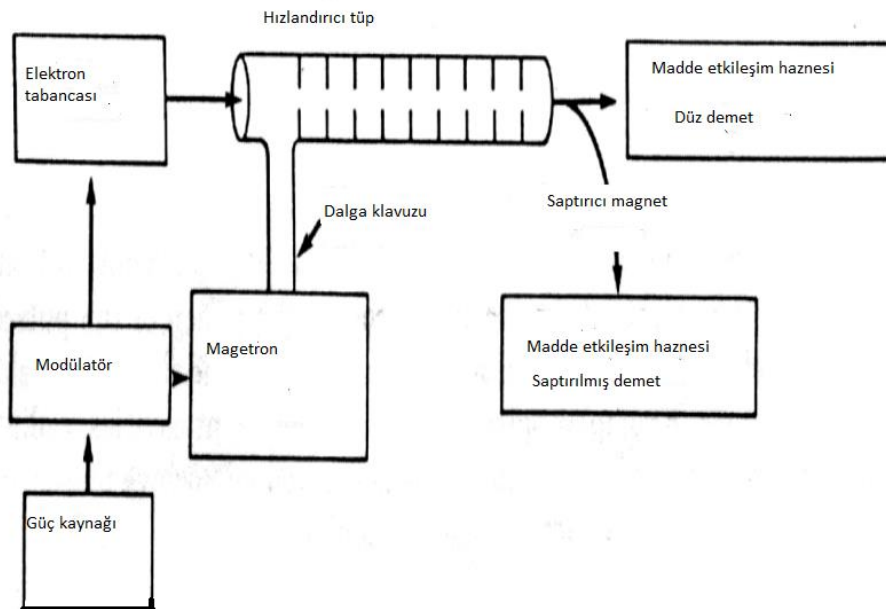 Hızlandırıcı tüp
Elektron
tabancası
Madde etkileşim haznesi
Düz demet
Dalga klavuzu
Saptırıcı magnet
Modülatör
Magetron
Madde etkileşim haznesi
Saptırılmış demet
Güç kaynağı